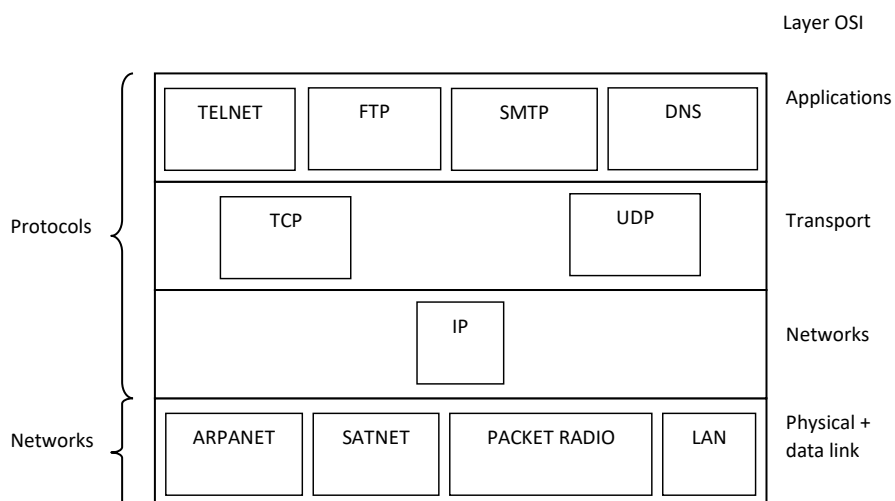 Layer OSI
TELNET FTP SMTP DNS Applications
Protocols TCP UDP Transport
IP Networks
Networks ARPANET SATNET PACKET RADIO LAN Physical +
data link